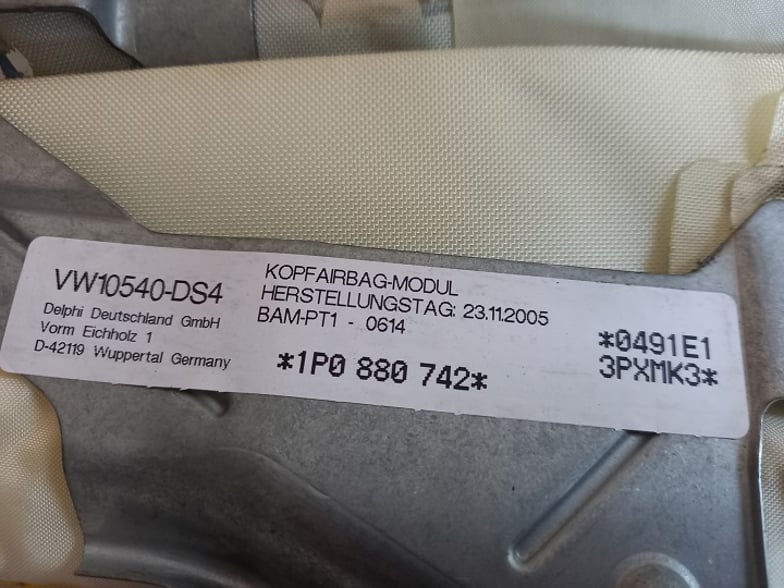 VW10540-DS4
Delphi Deutschland GmbH
Vorm Eichholz 1
D-42119 Wuppertal Germany
KOPFAIRBAG-MODUL
HERSTELLUNGSTAG: 23.11.2005
BAM-PT1 - 0614
*1P0 880 742*
*0491E1
3PXMK3*